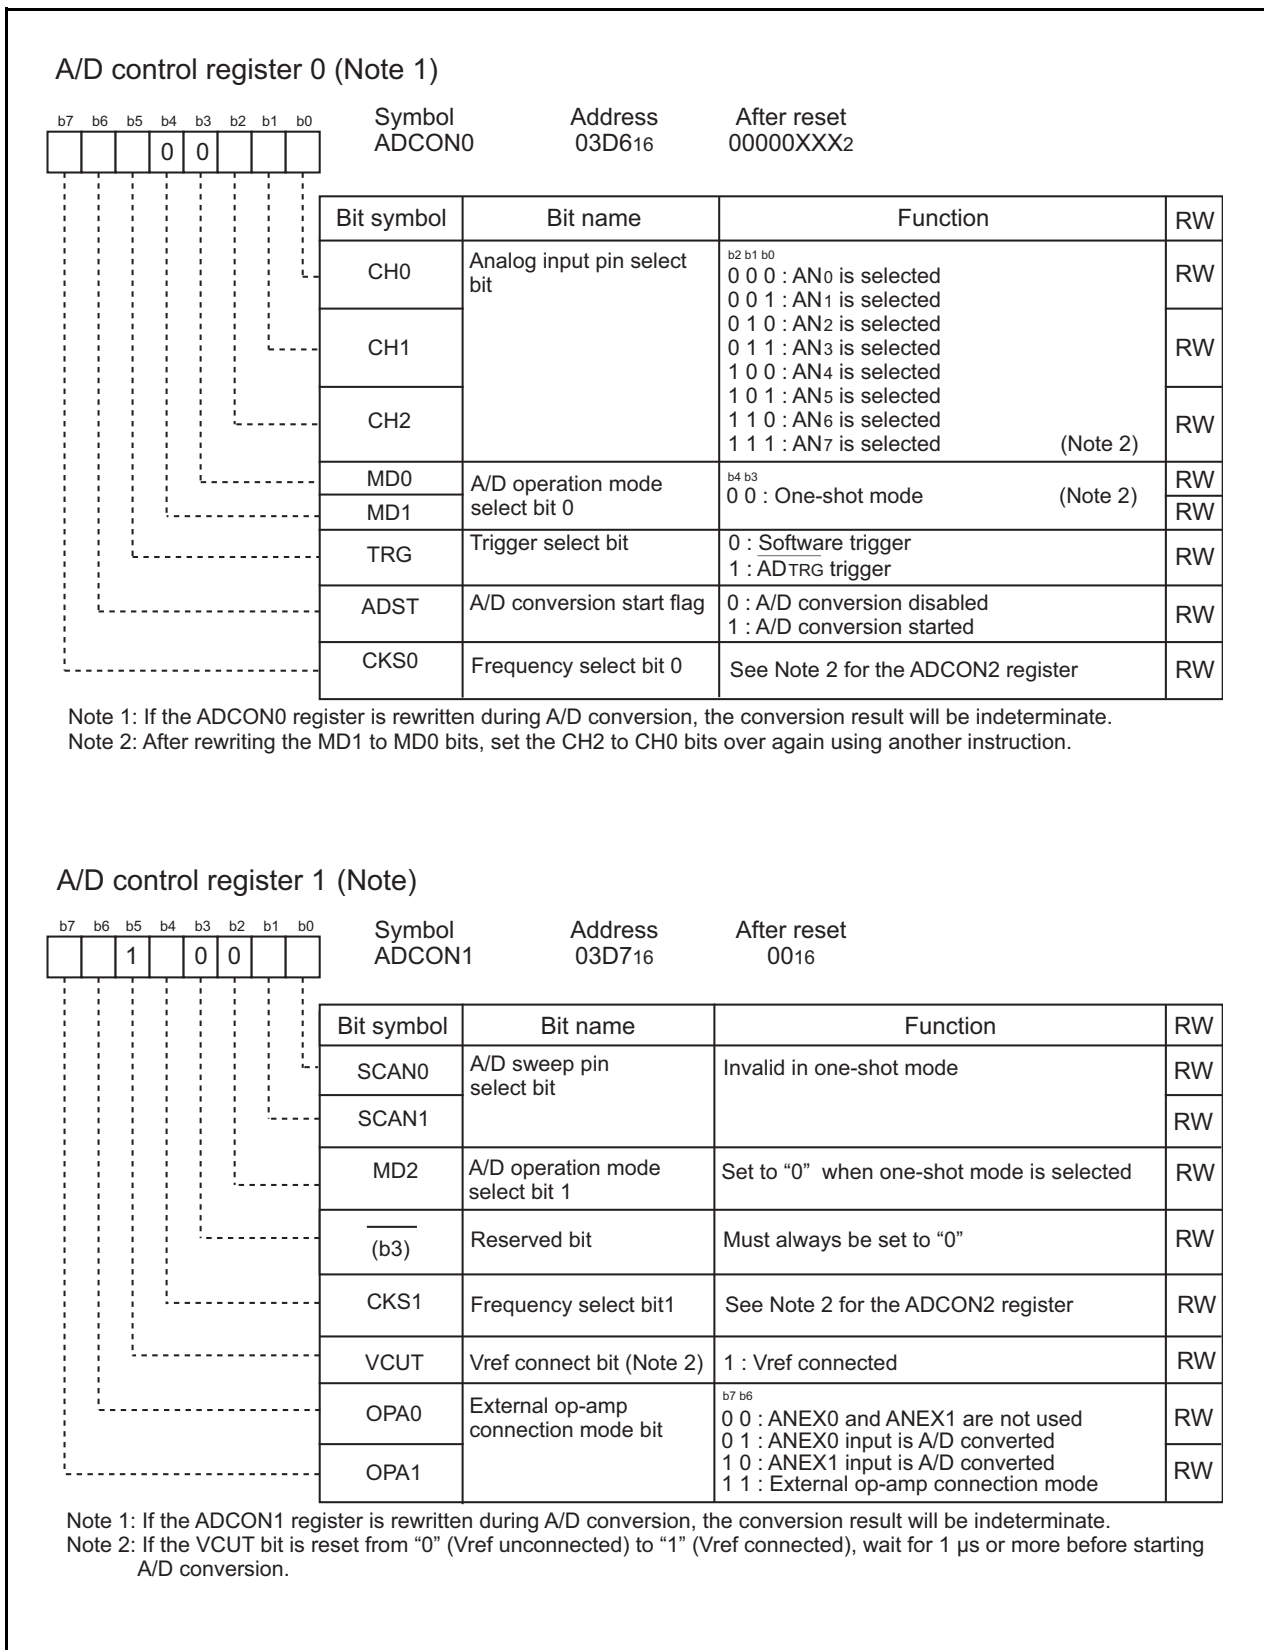 A/D control register 0 (Note 1)
b7 b6 b5 b4 b3 b2 b1 b0
0 0
Symbol Address After reset
ADCON0 03D616 00000XXX2
Bit symbol Bit name Function RW
CH0 Analog input pin select bit RW
b2 b1 b0
0 0 0 : AN0 is selected
0 0 1 : AN1 is selected
0 1 0 : AN2 is selected
CH1 RW
0 1 1 : AN3 is selected
1 0 0 : AN4 is selected
1 0 1 : AN5 is selected
CH2 RW
1 1 0 : AN6 is selected
1 1 1 : AN7 is selected (Note 2)
MD0 A/D operation mode select bit 0 RW
b4 b3
0 0 : One-shot mode (Note 2)
MD1 RW
TRG Trigger select bit RW
0 : Software trigger
1 : ADTRG trigger
ADST A/D conversion start flag RW
0 : A/D conversion disabled
1 : A/D conversion started
CKS0 Frequency select bit 0 See Note 2 for the ADCON2 register RW
Note 1: If the ADCON0 register is rewritten during A/D conversion, the conversion result will be indeterminate.
Note 2: After rewriting the MD1 to MD0 bits, set the CH2 to CH0 bits over again using another instruction.
A/D control register 1 (Note)
b7 b6 b5 b4 b3 b2 b1 b0
1 0 0
Symbol Address After reset
ADCON1 03D716 0016
Bit symbol Bit name Function RW
SCAN0 A/D sweep pin select bit Invalid in one-shot mode RW
SCAN1 RW
MD2 A/D operation mode select bit 1 Set to “0” when one-shot mode is selected RW
(b3) Reserved bit Must always be set to “0” RW
CKS1 Frequency select bit1 See Note 2 for the ADCON2 register RW
VCUT Vref connect bit (Note 2) 1 : Vref connected RW
OPA0 External op-amp connection mode bit RW
b7 b6
0 0 : ANEX0 and ANEX1 are not used
0 1 : ANEX0 input is A/D converted
OPA1 RW
1 0 : ANEX1 input is A/D converted
1 1 : External op-amp connection mode
Note 1: If the ADCON1 register is rewritten during A/D conversion, the conversion result will be indeterminate.
Note 2: If the VCUT bit is reset from “0” (Vref unconnected) to “1” (Vref connected), wait for 1 µs or more before starting
A/D conversion.